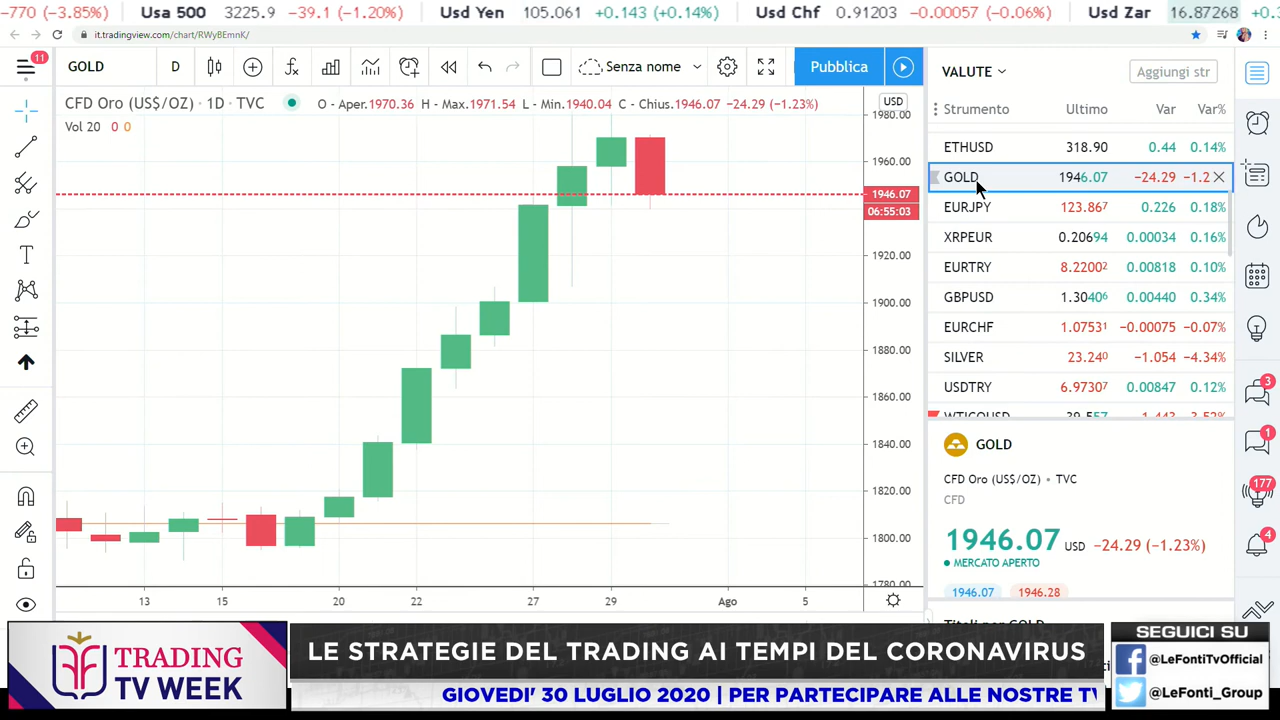 -770 (−3.85%) Usa 500 3225.9 -39.1 (−1.20%) Usd Yen 105.061 +0.143 (+0.14%) Usd Chf 0.91203 -0.00057 (−0.06%) Usd Zar 16.87268
it.tradingview.com/chart/RWyBEmnK/
11
GOLD D Senza nome Pubblica
VALUTE Aggiungi str
CFD Oro (US$/OZ) · 1D · TVC O - Aper.1970.36 H - Max.1971.54 L - Min.1940.04 C - Chius.1946.07 −24.29 (−1.23%)
USD
Vol 20 0 0
Strumento Ultimo Var Var%
ETHUSD 318.90 0.44 0.14%
GOLD 1946.07 −24.29 −1.2
EURJPY 123.867 0.226 0.18%
XRPEUR 0.20694 0.00034 0.16%
EURTRY 8.22002 0.00818 0.10%
GBPUSD 1.30406 0.00440 0.34%
EURCHF 1.07531 −0.00075 −0.07%
SILVER 23.240 −1.054 −4.34%
USDTRY 6.97307 0.00847 0.12%
WTICOUSD 39.557 −1.443 −3.52%
1980.00
1960.00
1946.07
06:55:03
1920.00
1900.00
1880.00
1860.00
1840.00
1820.00
1800.00
1780.00
13 15 20 22 27 29 Ago 5
GOLD
CFD Oro (US$/OZ) • TVC
CFD
1946.07 USD −24.29 (−1.23%)
MERCATO APERTO
1946.07 1946.28
3
1
177
4
TRADING
TV WEEK
LE STRATEGIE DEL TRADING AI TEMPI DEL CORONAVIRUS
GIOVEDI' 30 LUGLIO 2020 | PER PARTECIPARE ALLE NOSTRE TV
SEGUICI SU
@LeFontiTvOfficial
@LeFonti_Group